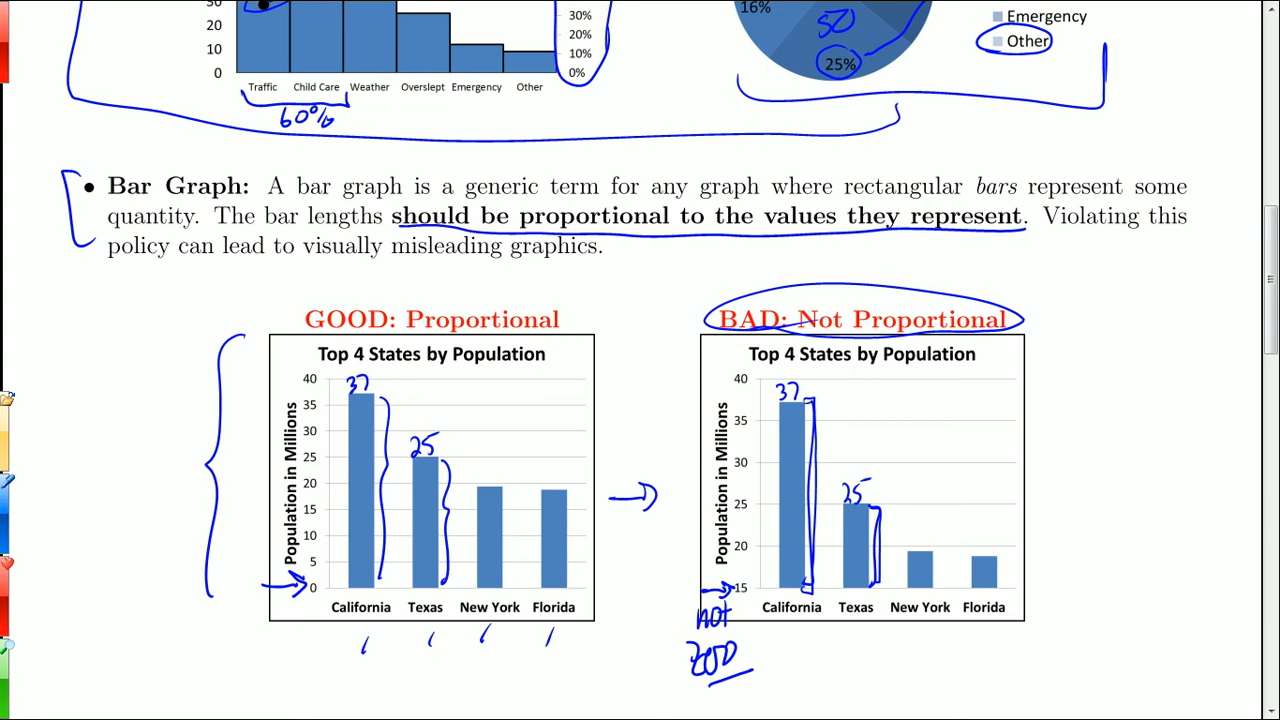 30
20
10
0
30%
20%
10%
0%
Traffic Child Care Weather Overslept Emergency Other
60%
16%
50
25%
Emergency
Other
• Bar Graph: A bar graph is a generic term for any graph where rectangular bars represent some
quantity. The bar lengths should be proportional to the values they represent. Violating this
policy can lead to visually misleading graphics.
GOOD: Proportional
Top 4 States by Population
Population in Millions
40
35
30
25
20
15
10
5
0
37
25
California Texas New York Florida
BAD: Not Proportional
Top 4 States by Population
Population in Millions
40
35
30
25
20
15
37
25
California Texas New York Florida
not
zero